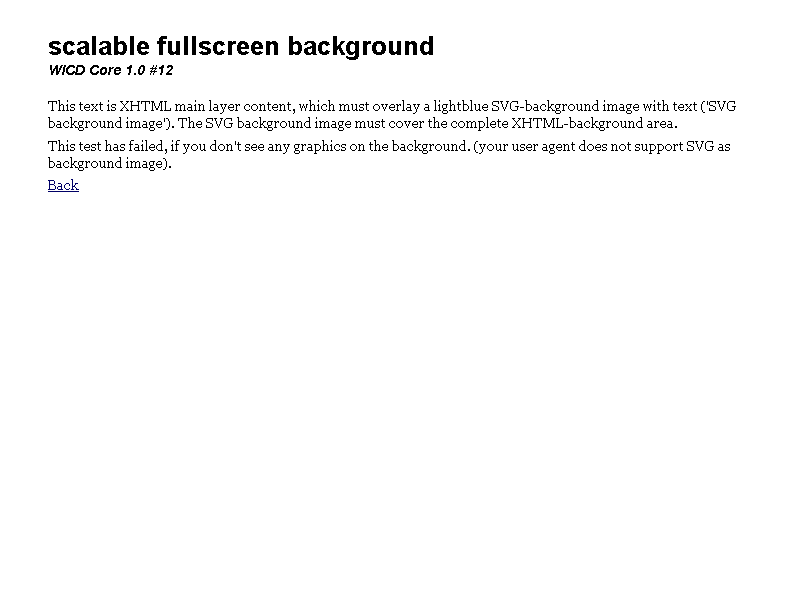 scalable fullscreen background
WICD Core 1.0 #12
This text is XHTML main layer content, which must overlay a lightblue SVG-background image with text ('SVG
background image'). The SVG background image must cover the complete XHTML-background area.
This test has failed, if you don't see any graphics on the background. (your user agent does not support SVG as
background image).
Back